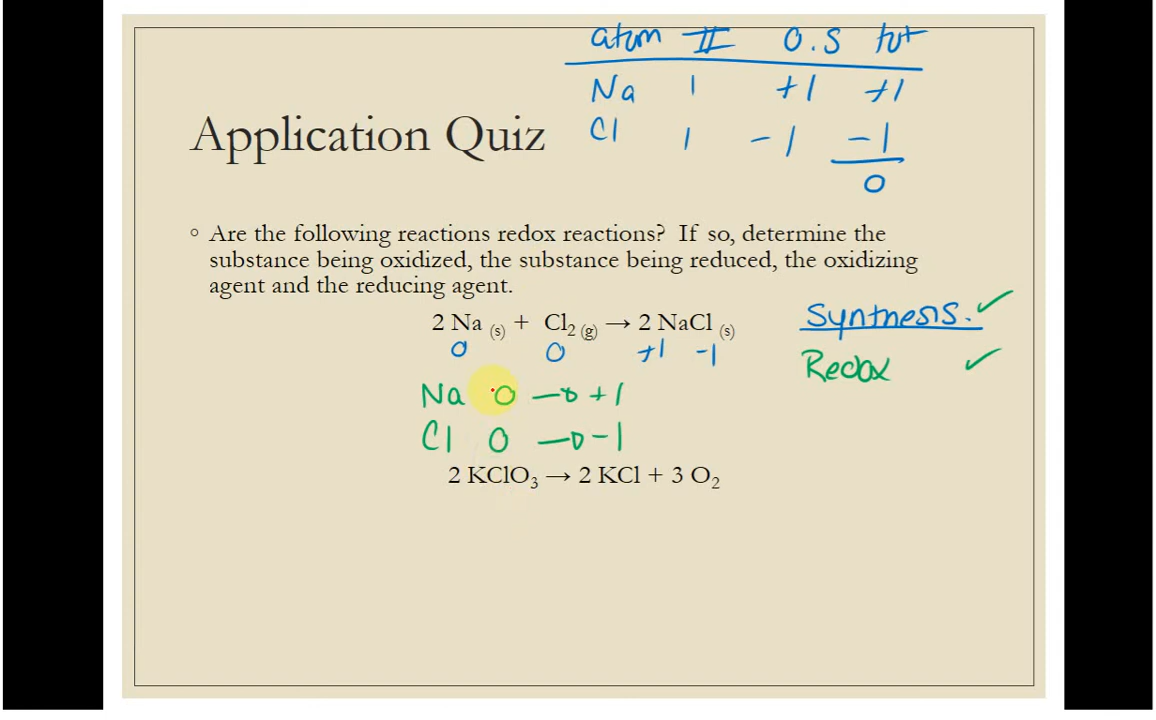 atom # O.S tot
Na 1 +1 +1
Cl 1 -1 -1
0
Application Quiz
◦ Are the following reactions redox reactions? If so, determine the
substance being oxidized, the substance being reduced, the oxidizing
agent and the reducing agent.
2 Na (s) + Cl₂ (g) → 2 NaCl (s)
Synthesis. ✓
0 0 +1 -1
Redox ✓
Na 0 → +1
Cl 0 → -1
2 KClO₃ → 2 KCl + 3 O₂